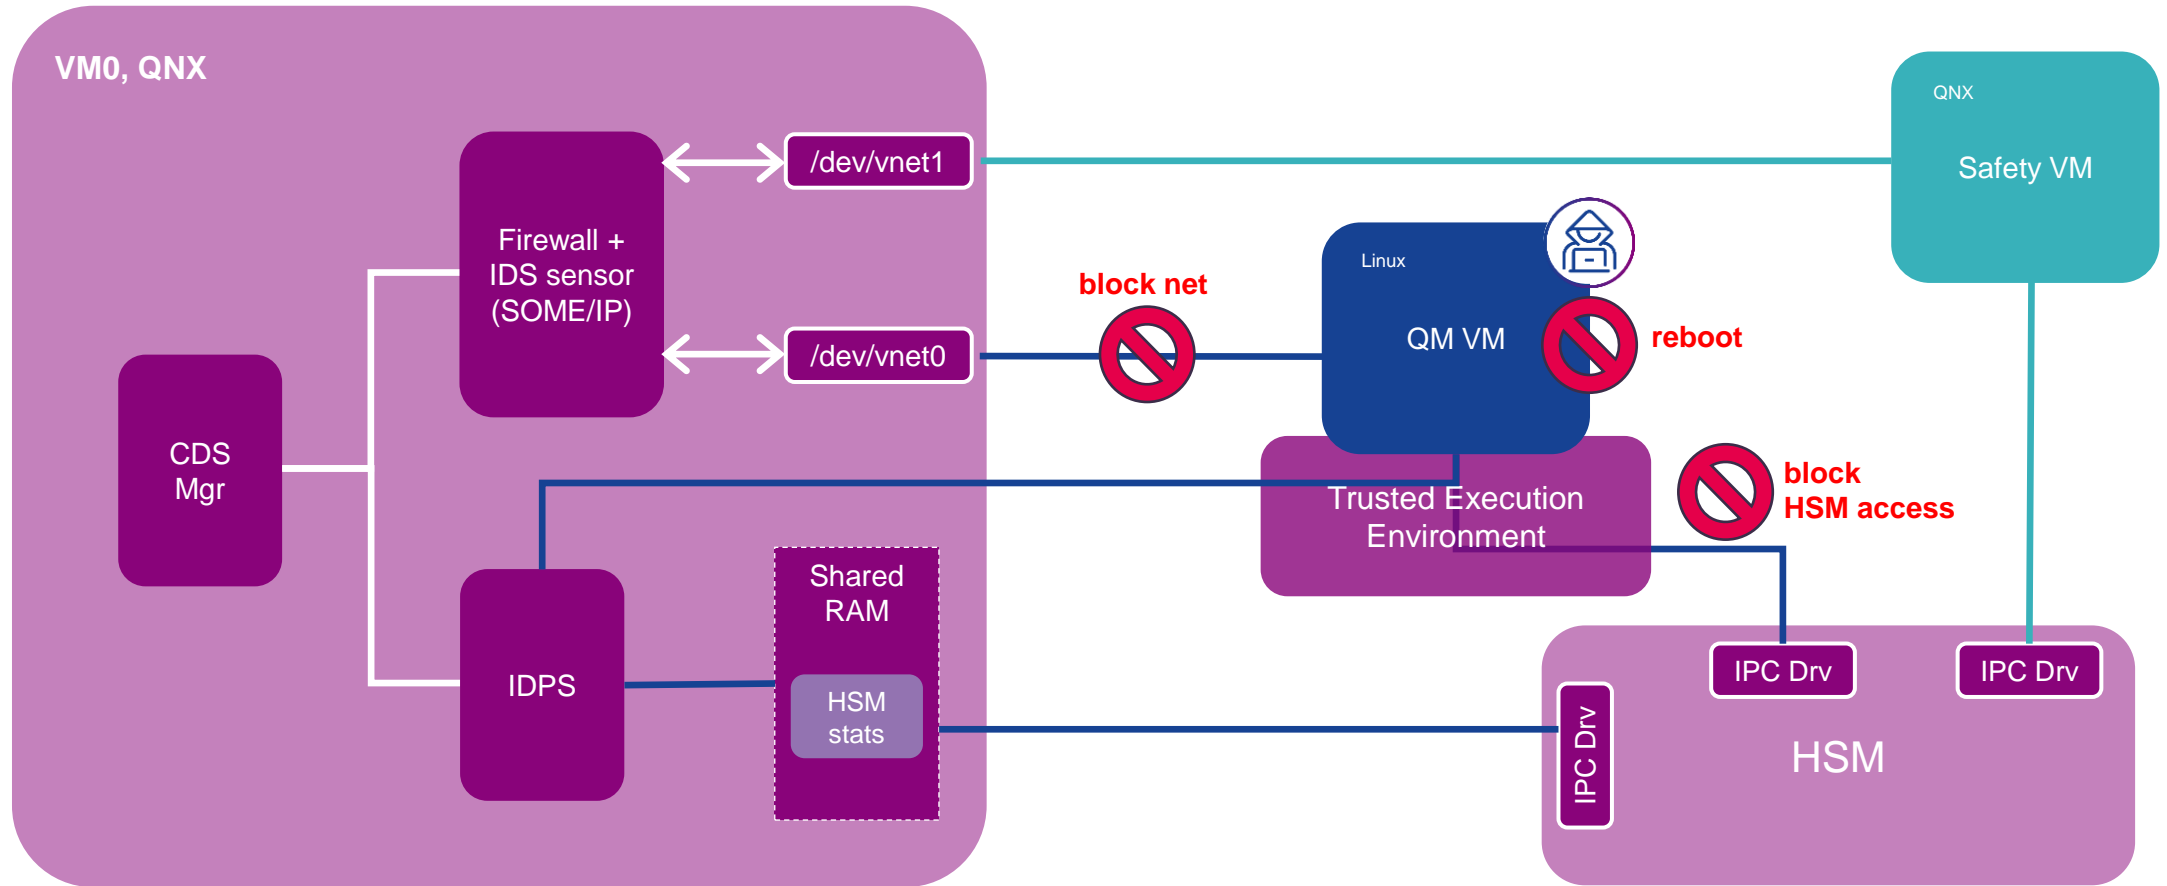 VM0, QNX
/dev/vnet1
Firewall +
IDS sensor
(SOME/IP)
/dev/vnet0
CDS
Mgr
IDPS
Shared
RAM
HSM
stats
block net
Linux
QM VM
reboot
Trusted Execution
Environment
block
HSM access
QNX
Safety VM
IPC Drv
IPC Drv
IPC Drv
HSM